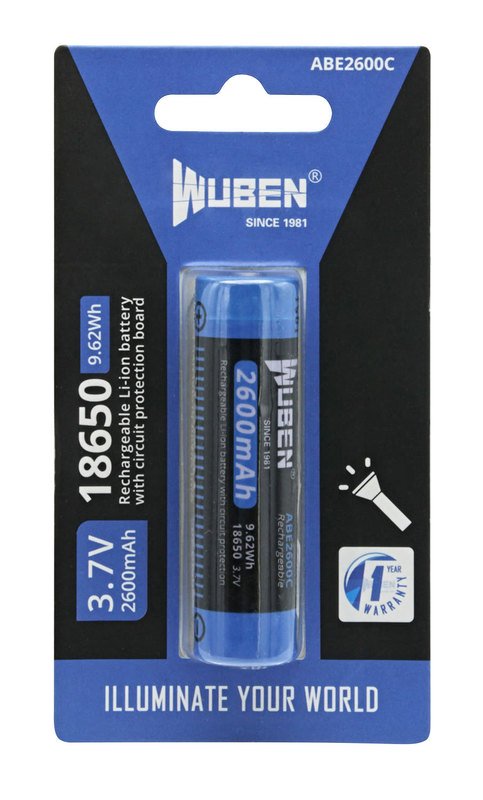 ABE2600C
WUBEN®
SINCE 1981
18650
9.62Wh
Rechargeable Li-ion battery
with circuit protection board
3.7V
2600mAh
WUBEN
SINCE 1981
2600mAh
Rechargeable Li-ion battery with circuit protection
ABE2600C
Rechargeable
9.62Wh
18650 3.7V
1 YEAR
WARRANTY
ILLUMINATE YOUR WORLD